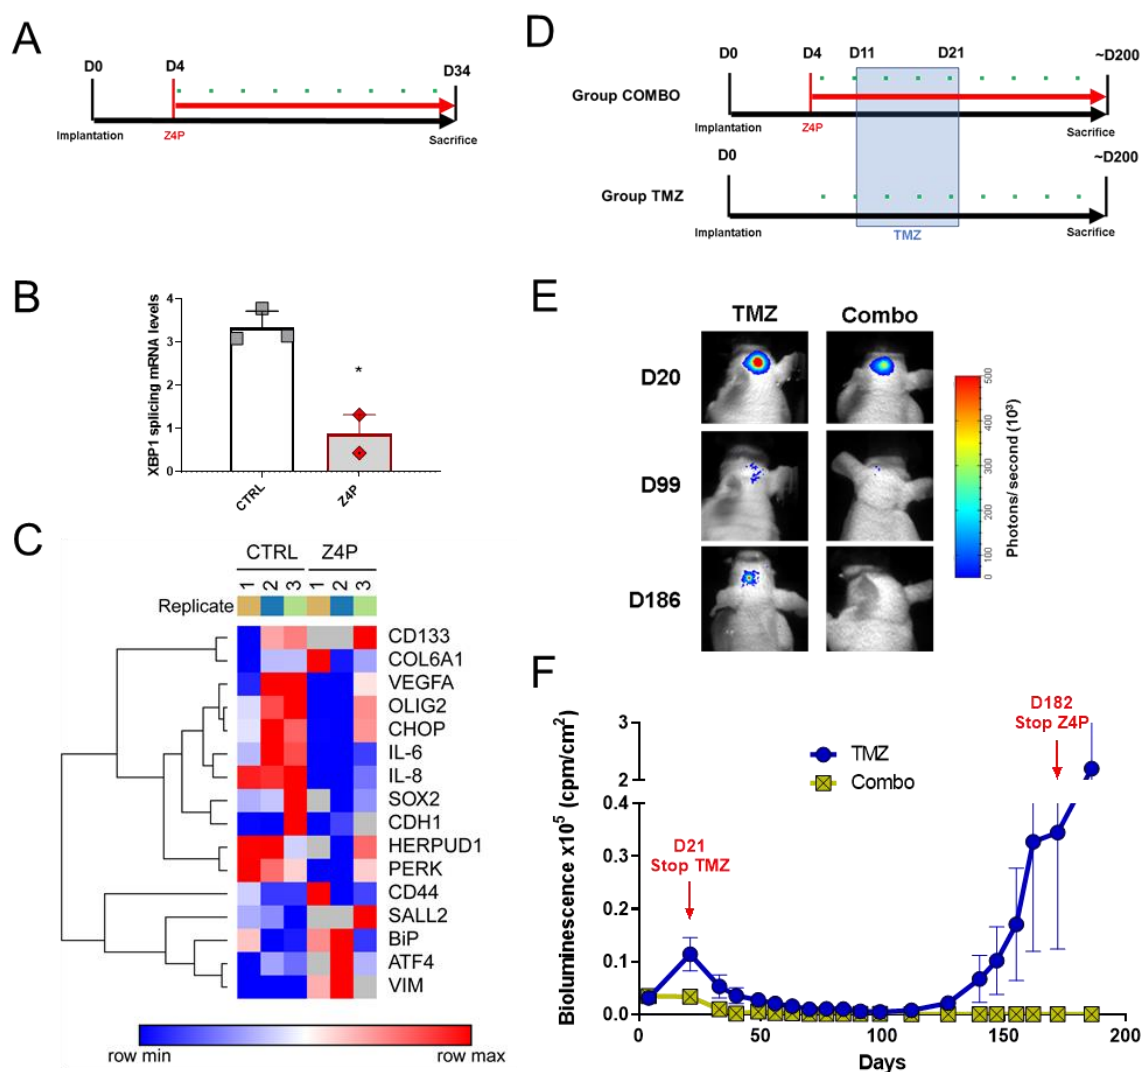 A
D0
D4
D34
Implantation
Z4P
Sacrifice
D
D0
D4
D11
D21
~D200
Group COMBO
Implantation
Z4P
Sacrifice
D0
~D200
Group TMZ
Implantation
TMZ
Sacrifice
B
XBP1 splicing mRNA levels
4
3
2
1
0
*
CTRL
Z4P
C
CTRL
Z4P
1
2
3
1
2
3
Replicate
CD133
COL6A1
VEGFA
OLIG2
CHOP
IL-6
IL-8
SOX2
CDH1
HERPUD1
PERK
CD44
SALL2
BiP
ATF4
VIM
row min
row max
E
TMZ
Combo
D20
D99
D186
500
400
300
200
100
0
Photons/ second (10³)
F
Bioluminescence x10⁵ (cpm/cm²)
3
2
0.4
0.3
0.2
0.1
0.0
D21
Stop TMZ
TMZ
Combo
D182
Stop Z4P
0
50
100
150
200
Days